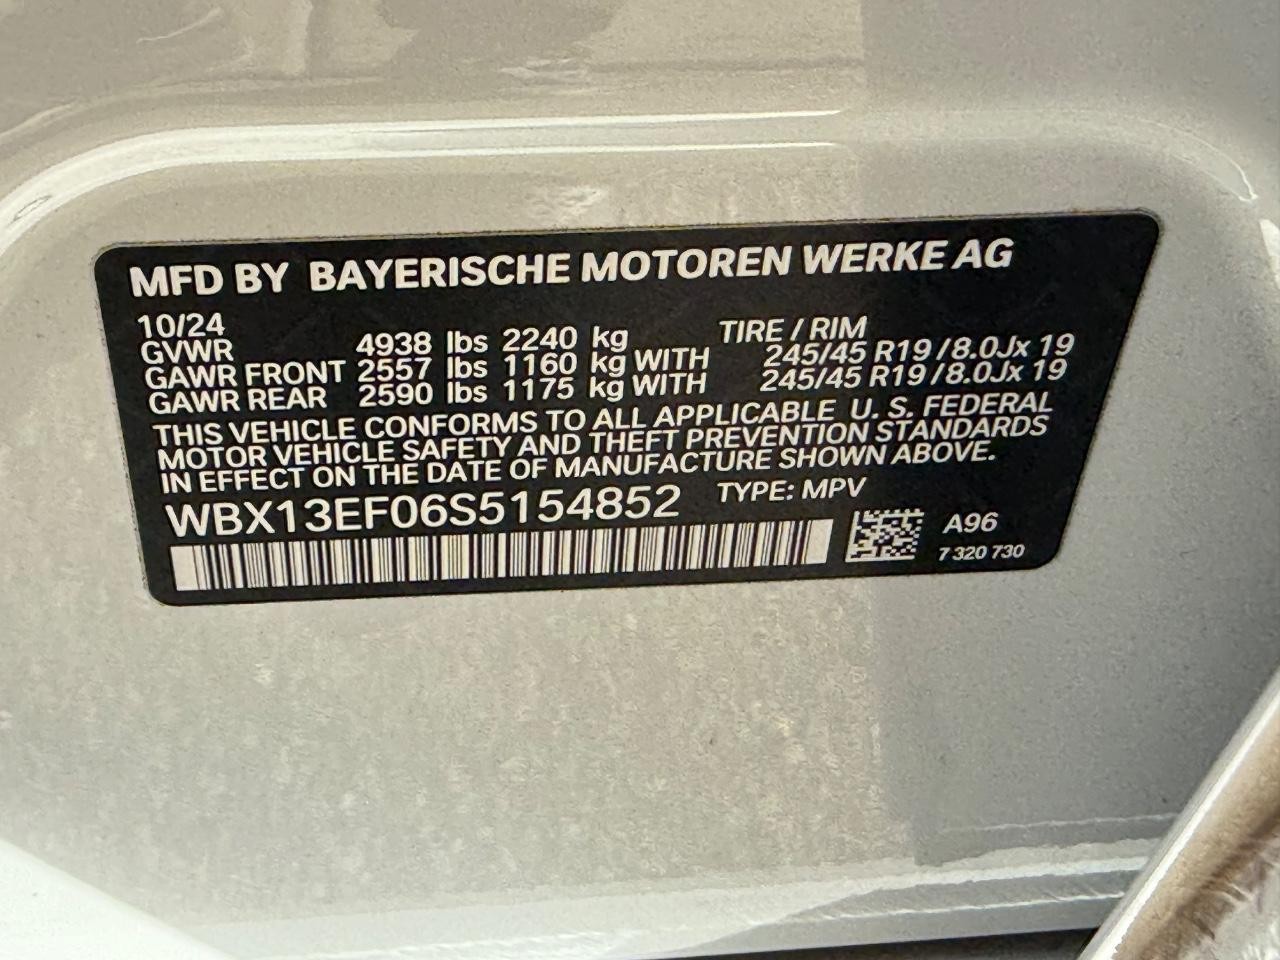 MFD BY BAYERISCHE MOTOREN WERKE AG
10/24 TIRE / RIM
GVWR 4938 lbs 2240 kg
GAWR FRONT 2557 lbs 1160 kg WITH 245/45 R19 /8.0Jx 19
GAWR REAR 2590 lbs 1175 kg WITH 245/45 R19 /8.0Jx 19
THIS VEHICLE CONFORMS TO ALL APPLICABLE U. S. FEDERAL
MOTOR VEHICLE SAFETY AND THEFT PREVENTION STANDARDS
IN EFFECT ON THE DATE OF MANUFACTURE SHOWN ABOVE.
WBX13EF06S5154852 TYPE: MPV
A96
7 320 730